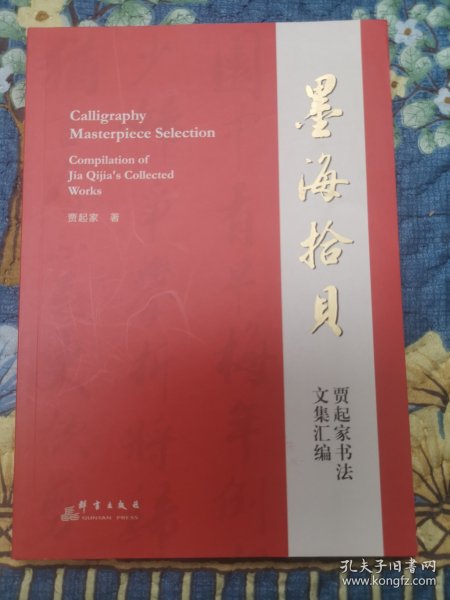 Calligraphy
Masterpiece Selection
Compilation of
Jia Qijia's Collected
Works
贾起家 著
墨海拾貝
贾起家书法
文集汇编
群言出版社
QUNYAN PRESS
孔夫子旧书网
www.kongfz.com